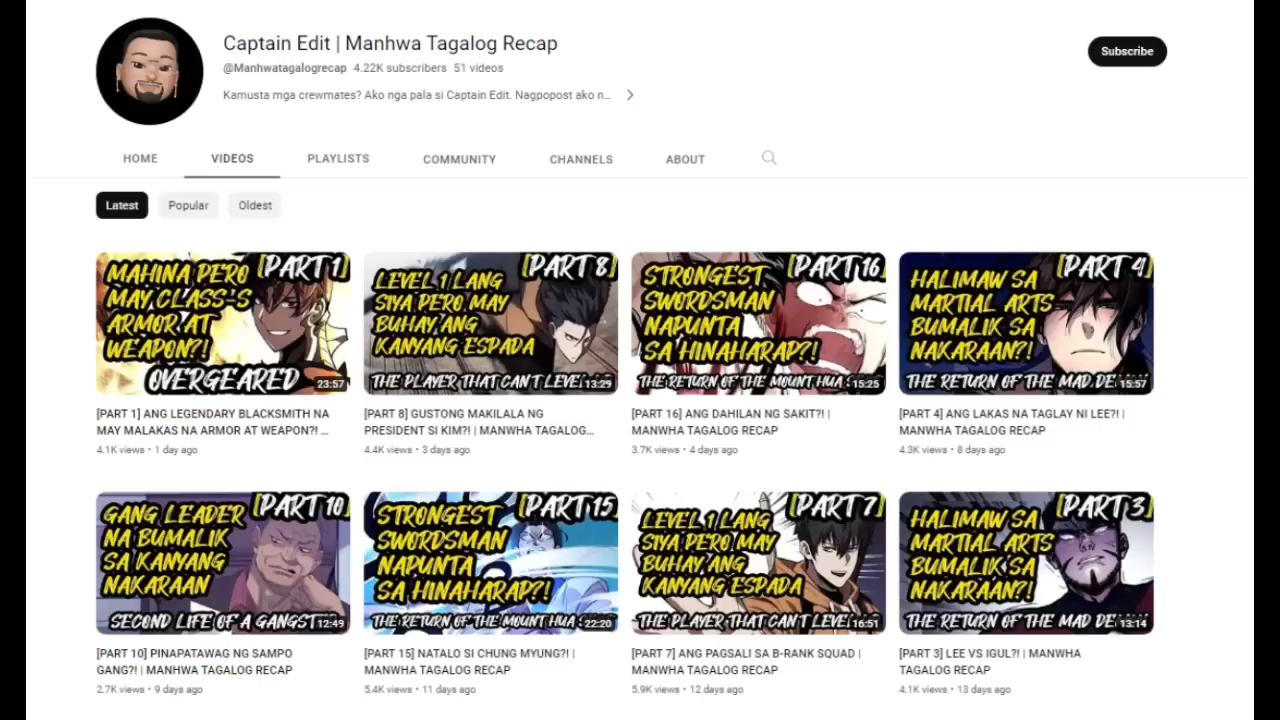 Captain Edit | Manhwa Tagalog Recap
Subscribe
@Manhwatagalogrecap 4.22K subscribers 51 videos
Kamusta mga crewmates? Ako nga pala si Captain Edit. Nagpopost ako n...
HOME VIDEOS PLAYLISTS COMMUNITY CHANNELS ABOUT
Latest Popular Oldest
[PART 1]
MAHINA PERO
MAY CLASS-S
ARMOR AT
WEAPON?!
OVERGEARED
23:57
[PART 1] ANG LEGENDARY BLACKSMITH NA
MAY MALAKAS NA ARMOR AT WEAPON?! ...
4.1K views • 1 day ago
[PART 8]
LEVEL 1 LANG
SIYA PERO MAY
BUHAY ANG
KANYANG ESPADA
THE PLAYER THAT CAN'T LEVEL
13:29
[PART 8] GUSTONG MAKILALA NG
PRESIDENT SI KIM?! | MANWHA TAGALOG...
4.4K views • 3 days ago
[PART 16]
STRONGEST
SWORDSMAN
NAPUNTA
SA HINAHARAP?!
THE RETURN OF THE MOUNT HUA
15:25
[PART 16] ANG DAHILAN NG SAKIT?! |
MANWHA TAGALOG RECAP
3.7K views • 4 days ago
[PART 4]
HALIMAW SA
MARTIAL ARTS
BUMALIK SA
NAKARAAN?!
THE RETURN OF THE MAD DE
15:57
[PART 4] ANG LAKAS NA TAGLAY NI LEE?! |
MANWHA TAGALOG RECAP
4.3K views • 8 days ago
[PART 10]
GANG LEADER
NA BUMALIK
SA KANYANG
NAKARAAN
SECOND LIFE OF A GANGST
12:49
[PART 10] PINAPATAWAG NG SAMPO
GANG?! | MANHWA TAGALOG RECAP
2.7K views • 9 days ago
[PART 15]
STRONGEST
SWORDSMAN
NAPUNTA
SA HINAHARAP?!
THE RETURN OF THE MOUNT HUA
22:20
[PART 15] NATALO SI CHUNG MYUNG?! |
MANWHA TAGALOG RECAP
5.4K views • 11 days ago
[PART 7]
LEVEL 1 LANG
SIYA PERO MAY
BUHAY ANG
KANYANG ESPADA
THE PLAYER THAT CAN'T LEVEL
16:51
[PART 7] ANG PAGSALI SA B-RANK SQUAD |
MANWHA TAGALOG RECAP
5.9K views • 12 days ago
[PART 3]
HALIMAW SA
MARTIAL ARTS
BUMALIK SA
NAKARAAN?!
THE RETURN OF THE MAD DE
13:14
[PART 3] LEE VS IGUL?! | MANWHA
TAGALOG RECAP
4.1K views • 13 days ago